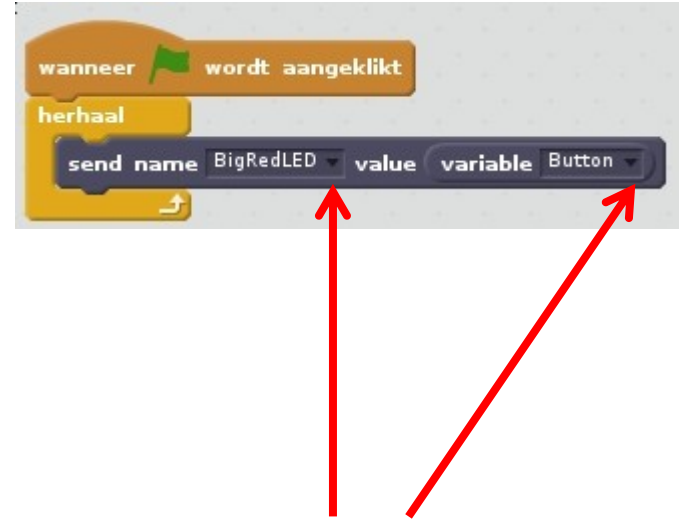 wanneer wordt aangeklikt
herhaal
send name BigRedLED value variable Button